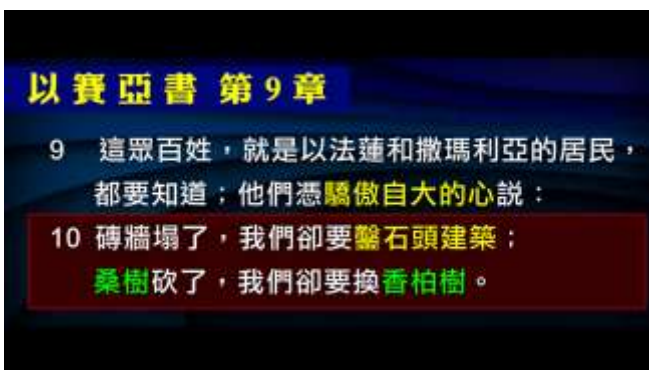 以賽亞書 第9章
9 這眾百姓，就是以法蓮和撒瑪利亞的居民，
都要知道；他們憑驕傲自大的心説：
10 磚牆塌了，我們卻要鑿石頭建築；
桑樹砍了，我們卻要換香柏樹。